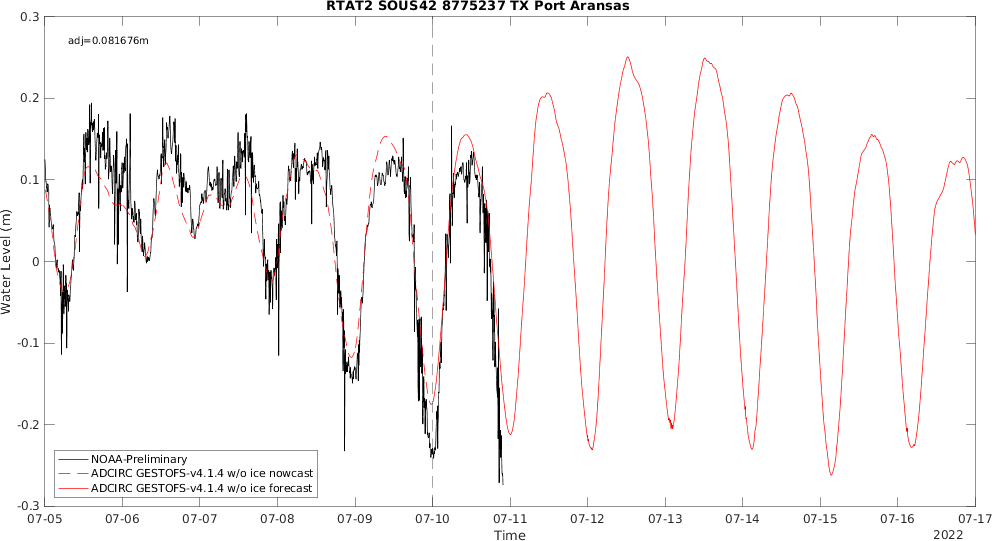 RTAT2 SOUS42 8775237 TX Port Aransas
adj=0.081676m
0.3
0.2
0.1
0
-0.1
-0.2
-0.3
Water Level (m)
NOAA-Preliminary
ADCIRC GESTOFS-v4.1.4 w/o ice nowcast
ADCIRC GESTOFS-v4.1.4 w/o ice forecast
07-05 07-06 07-07 07-08 07-09 07-10 07-11 07-12 07-13 07-14 07-15 07-16 07-17
Time
2022